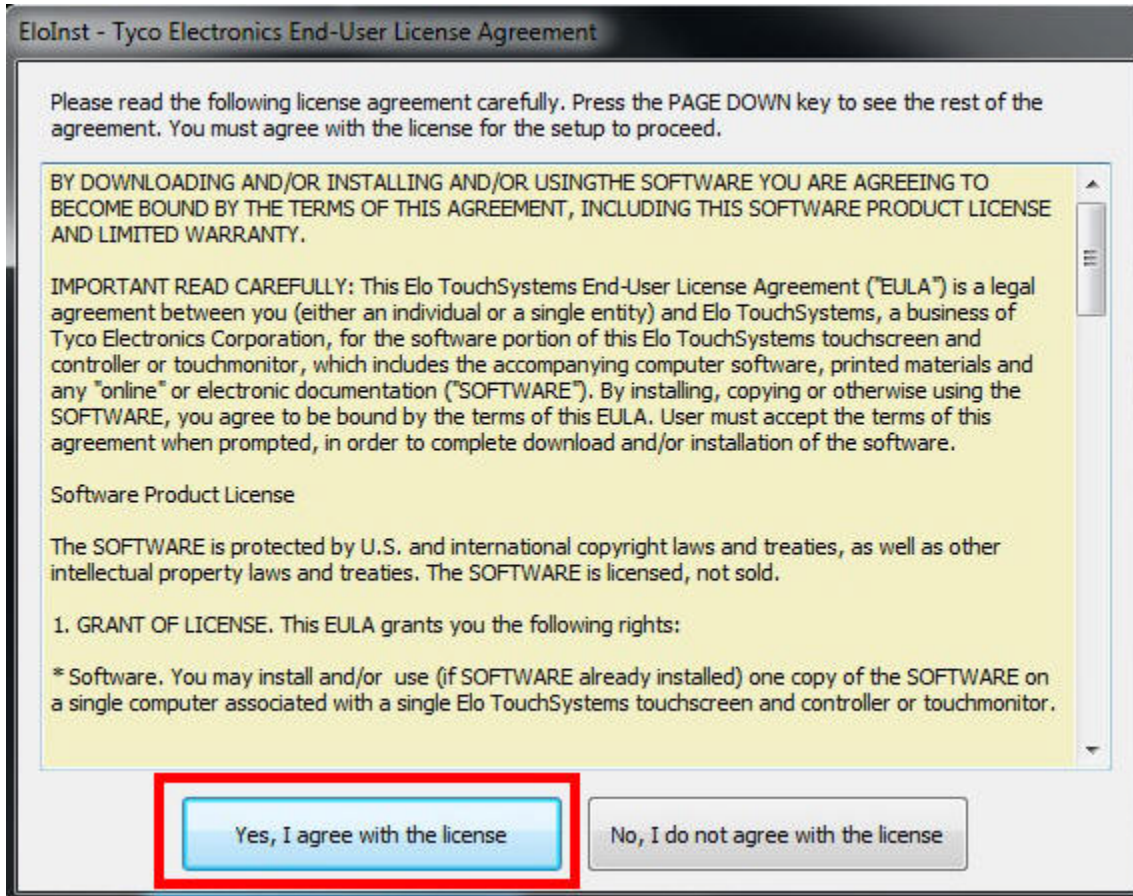 EloInst - Tyco Electronics End-User License Agreement
Please read the following license agreement carefully. Press the PAGE DOWN key to see the rest of the
agreement. You must agree with the license for the setup to proceed.
BY DOWNLOADING AND/OR INSTALLING AND/OR USINGTHE SOFTWARE YOU ARE AGREEING TO
BECOME BOUND BY THE TERMS OF THIS AGREEMENT, INCLUDING THIS SOFTWARE PRODUCT LICENSE
AND LIMITED WARRANTY.
IMPORTANT READ CAREFULLY: This Elo TouchSystems End-User License Agreement ("EULA") is a legal
agreement between you (either an individual or a single entity) and Elo TouchSystems, a business of
Tyco Electronics Corporation, for the software portion of this Elo TouchSystems touchscreen and
controller or touchmonitor, which includes the accompanying computer software, printed materials and
any "online" or electronic documentation ("SOFTWARE"). By installing, copying or otherwise using the
SOFTWARE, you agree to be bound by the terms of this EULA. User must accept the terms of this
agreement when prompted, in order to complete download and/or installation of the software.
Software Product License
The SOFTWARE is protected by U.S. and international copyright laws and treaties, as well as other
intellectual property laws and treaties. The SOFTWARE is licensed, not sold.
1. GRANT OF LICENSE. This EULA grants you the following rights:
* Software. You may install and/or use (if SOFTWARE already installed) one copy of the SOFTWARE on
a single computer associated with a single Elo TouchSystems touchscreen and controller or touchmonitor.
Yes, I agree with the license
No, I do not agree with the license